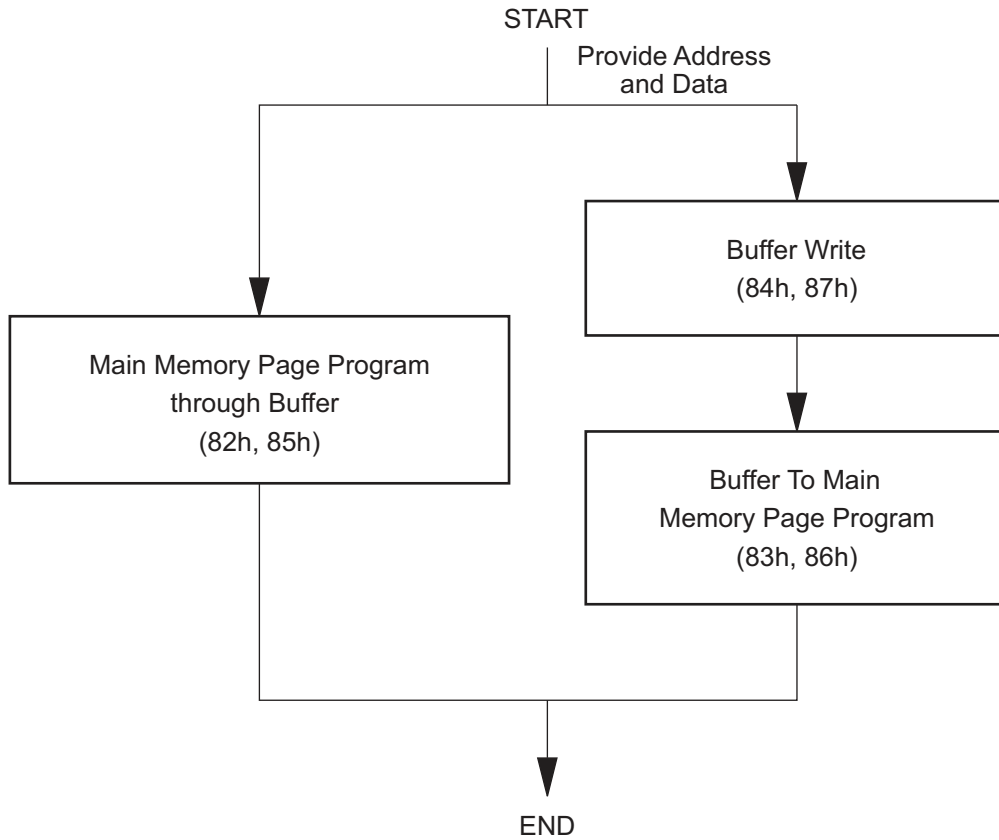 START
Provide Address
and Data
Buffer Write
(84h, 87h)
Main Memory Page Program
through Buffer
(82h, 85h)
Buffer To Main
Memory Page Program
(83h, 86h)
END